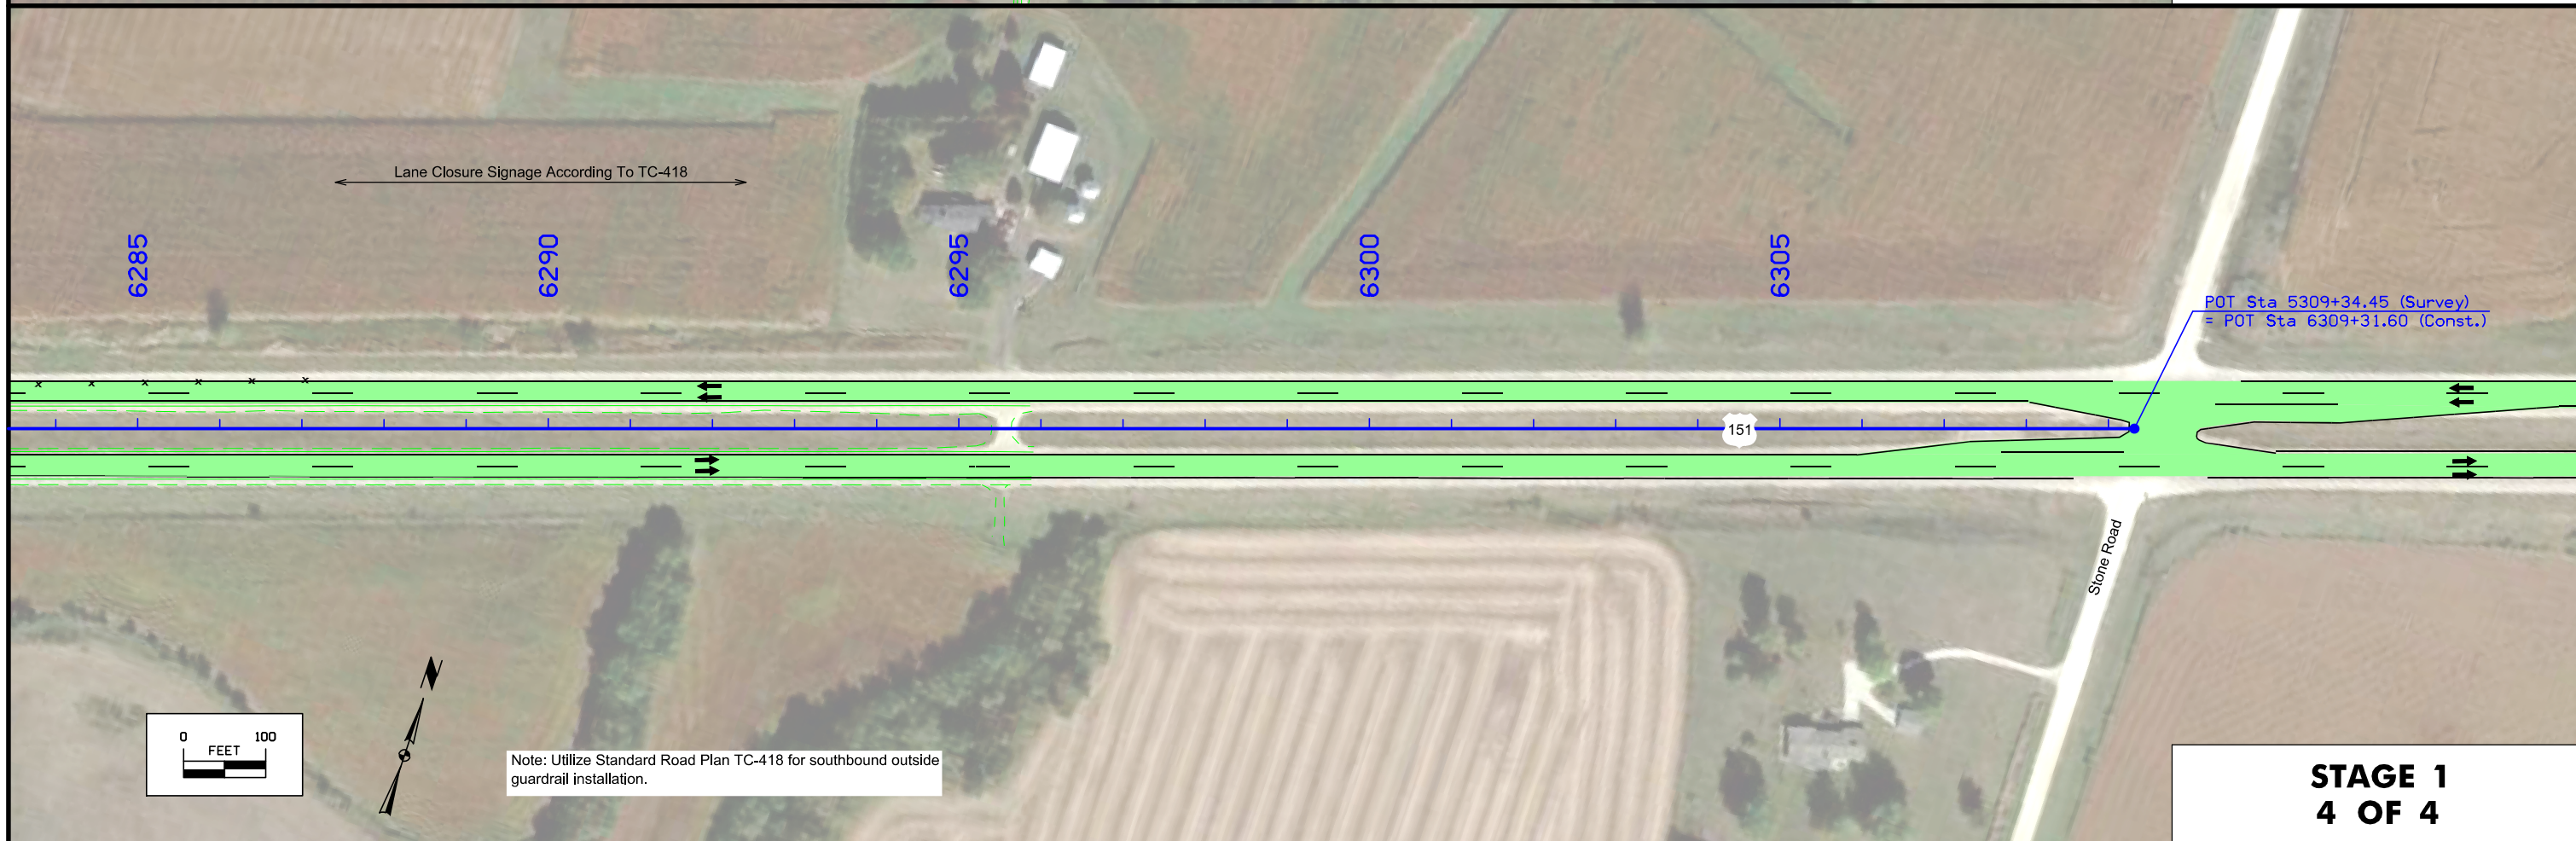 Lane Closure Signage According To TC-418
6285
6290
6295
6300
6305
POT Sta 5309+34.45 (Survey)
= POT Sta 6309+31.60 (Const.)
151
Stone Road
N
0 100
FEET
Note: Utilize Standard Road Plan TC-418 for southbound outside
guardrail installation.
STAGE 1
4 OF 4